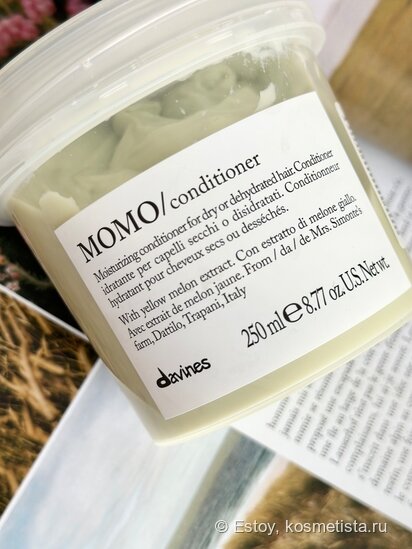 MOMO/conditioner
Moisturizing conditioner for dry or dehydrated hair. Conditioner
idratante per capelli secchi o disidratati. Conditionneur
hydratant pour cheveux secs ou desséchés.
With yellow melon extract. Con estratto di melone giallo.
Avec extrait de melon jaune. From / da / de Mrs. Simonte's
farm, Dattilo, Trapani, Italy
250 ml e 8.77 oz. U.S. Net wt.
davines
© Estoy, kosmetista.ru